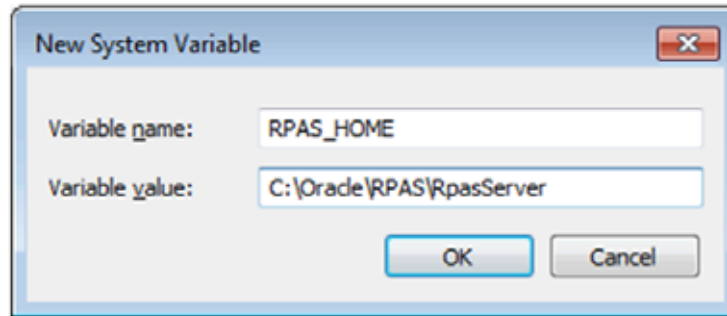 New System Variable
Variable name: RPAS_HOME
Variable value: C:\Oracle\RPAS\RpasServer
OK Cancel